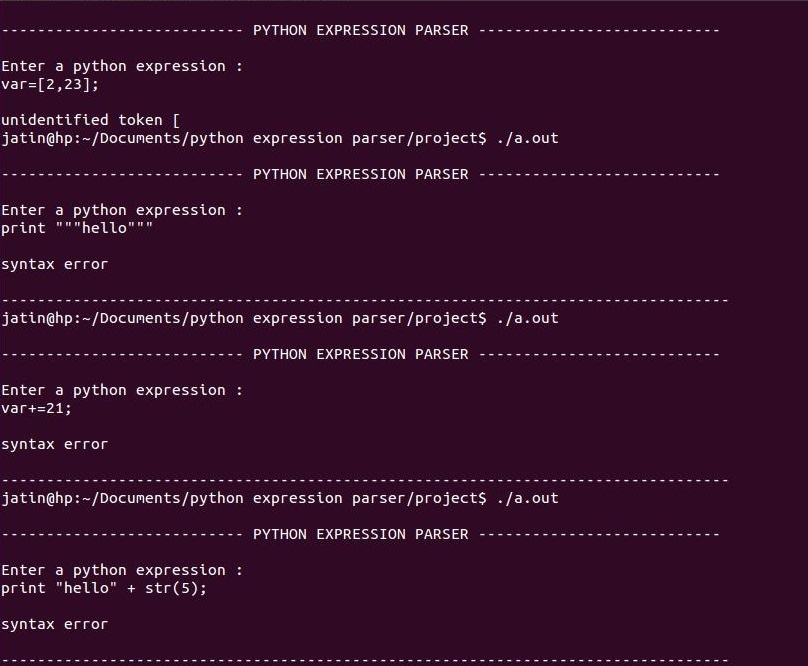 --------------------------- PYTHON EXPRESSION PARSER ---------------------------
Enter a python expression :
var=[2,23];
unidentified token [
jatin@hp:~/Documents/python expression parser/project$ ./a.out
--------------------------- PYTHON EXPRESSION PARSER ---------------------------
Enter a python expression :
print """hello"""
syntax error
---------------------------------------------------------------------------------
jatin@hp:~/Documents/python expression parser/project$ ./a.out
--------------------------- PYTHON EXPRESSION PARSER ---------------------------
Enter a python expression :
var+=21;
syntax error
---------------------------------------------------------------------------------
jatin@hp:~/Documents/python expression parser/project$ ./a.out
--------------------------- PYTHON EXPRESSION PARSER ---------------------------
Enter a python expression :
print "hello" + str(5);
syntax error
---------------------------------------------------------------------------------